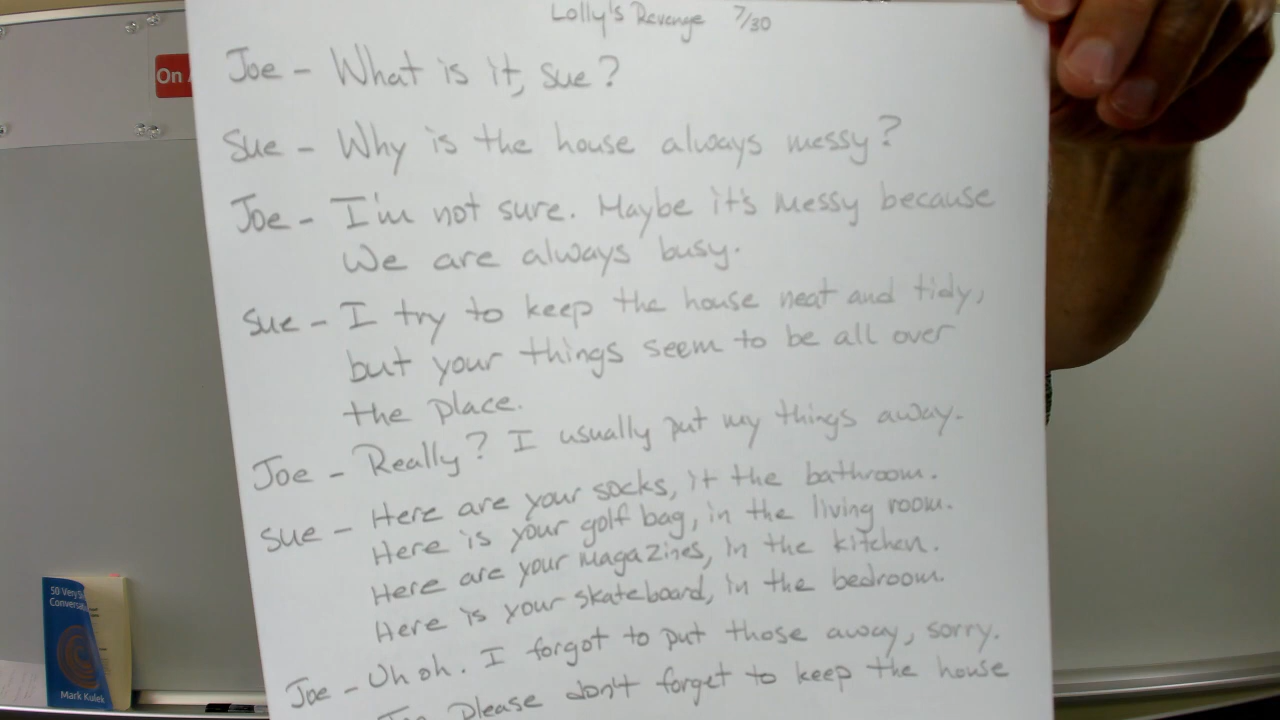 Lolly's Revenge 7/30
Joe - What is it, Sue?
Sue - Why is the house always messy?
Joe - I'm not sure. Maybe it's messy because
We are always busy.
Sue - I try to keep the house neat and tidy,
but your things seem to be all over
the place.
Joe - Really? I usually put my things away.
Sue - Here are your socks, it the bathroom.
Here is your golf bag, in the living room.
Here are your magazines, in the kitchen.
Here is your skateboard, in the bedroom.
Joe - Uh oh. I forgot to put those away, sorry.
please don't forget to keep the house
On
50 Very
Mark Kulek